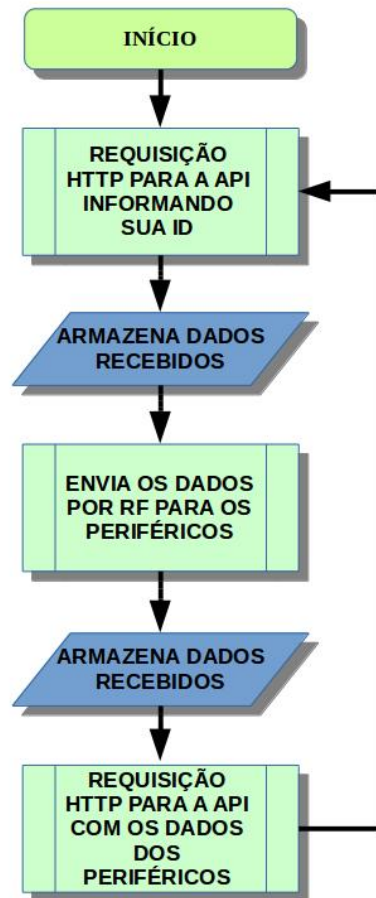 INÍCIO
REQUISIÇÃO
HTTP PARA A API
INFORMANDO
SUA ID
ARMAZENA DADOS
RECEBIDOS
ENVIA OS DADOS
POR RF PARA OS
PERIFÉRICOS
ARMAZENA DADOS
RECEBIDOS
REQUISIÇÃO
HTTP PARA A API
COM OS DADOS
DOS
PERIFÉRICOS